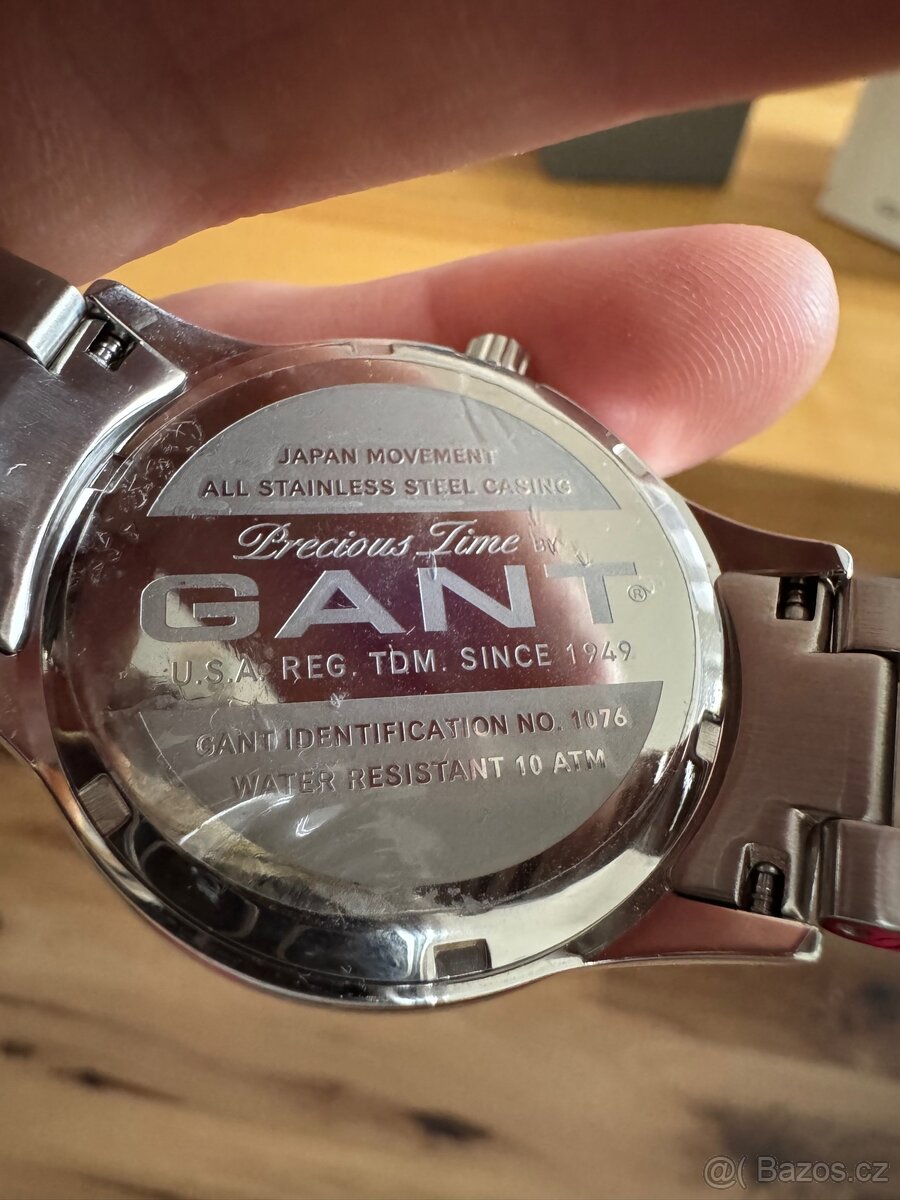 JAPAN MOVEMENT
ALL STAINLESS STEEL CASING
Precious Time BY
GANT®
U.S.A. REG. TDM. SINCE 1949
GANT IDENTIFICATION NO. 1076
WATER RESISTANT 10 ATM
@( Bazos.cz